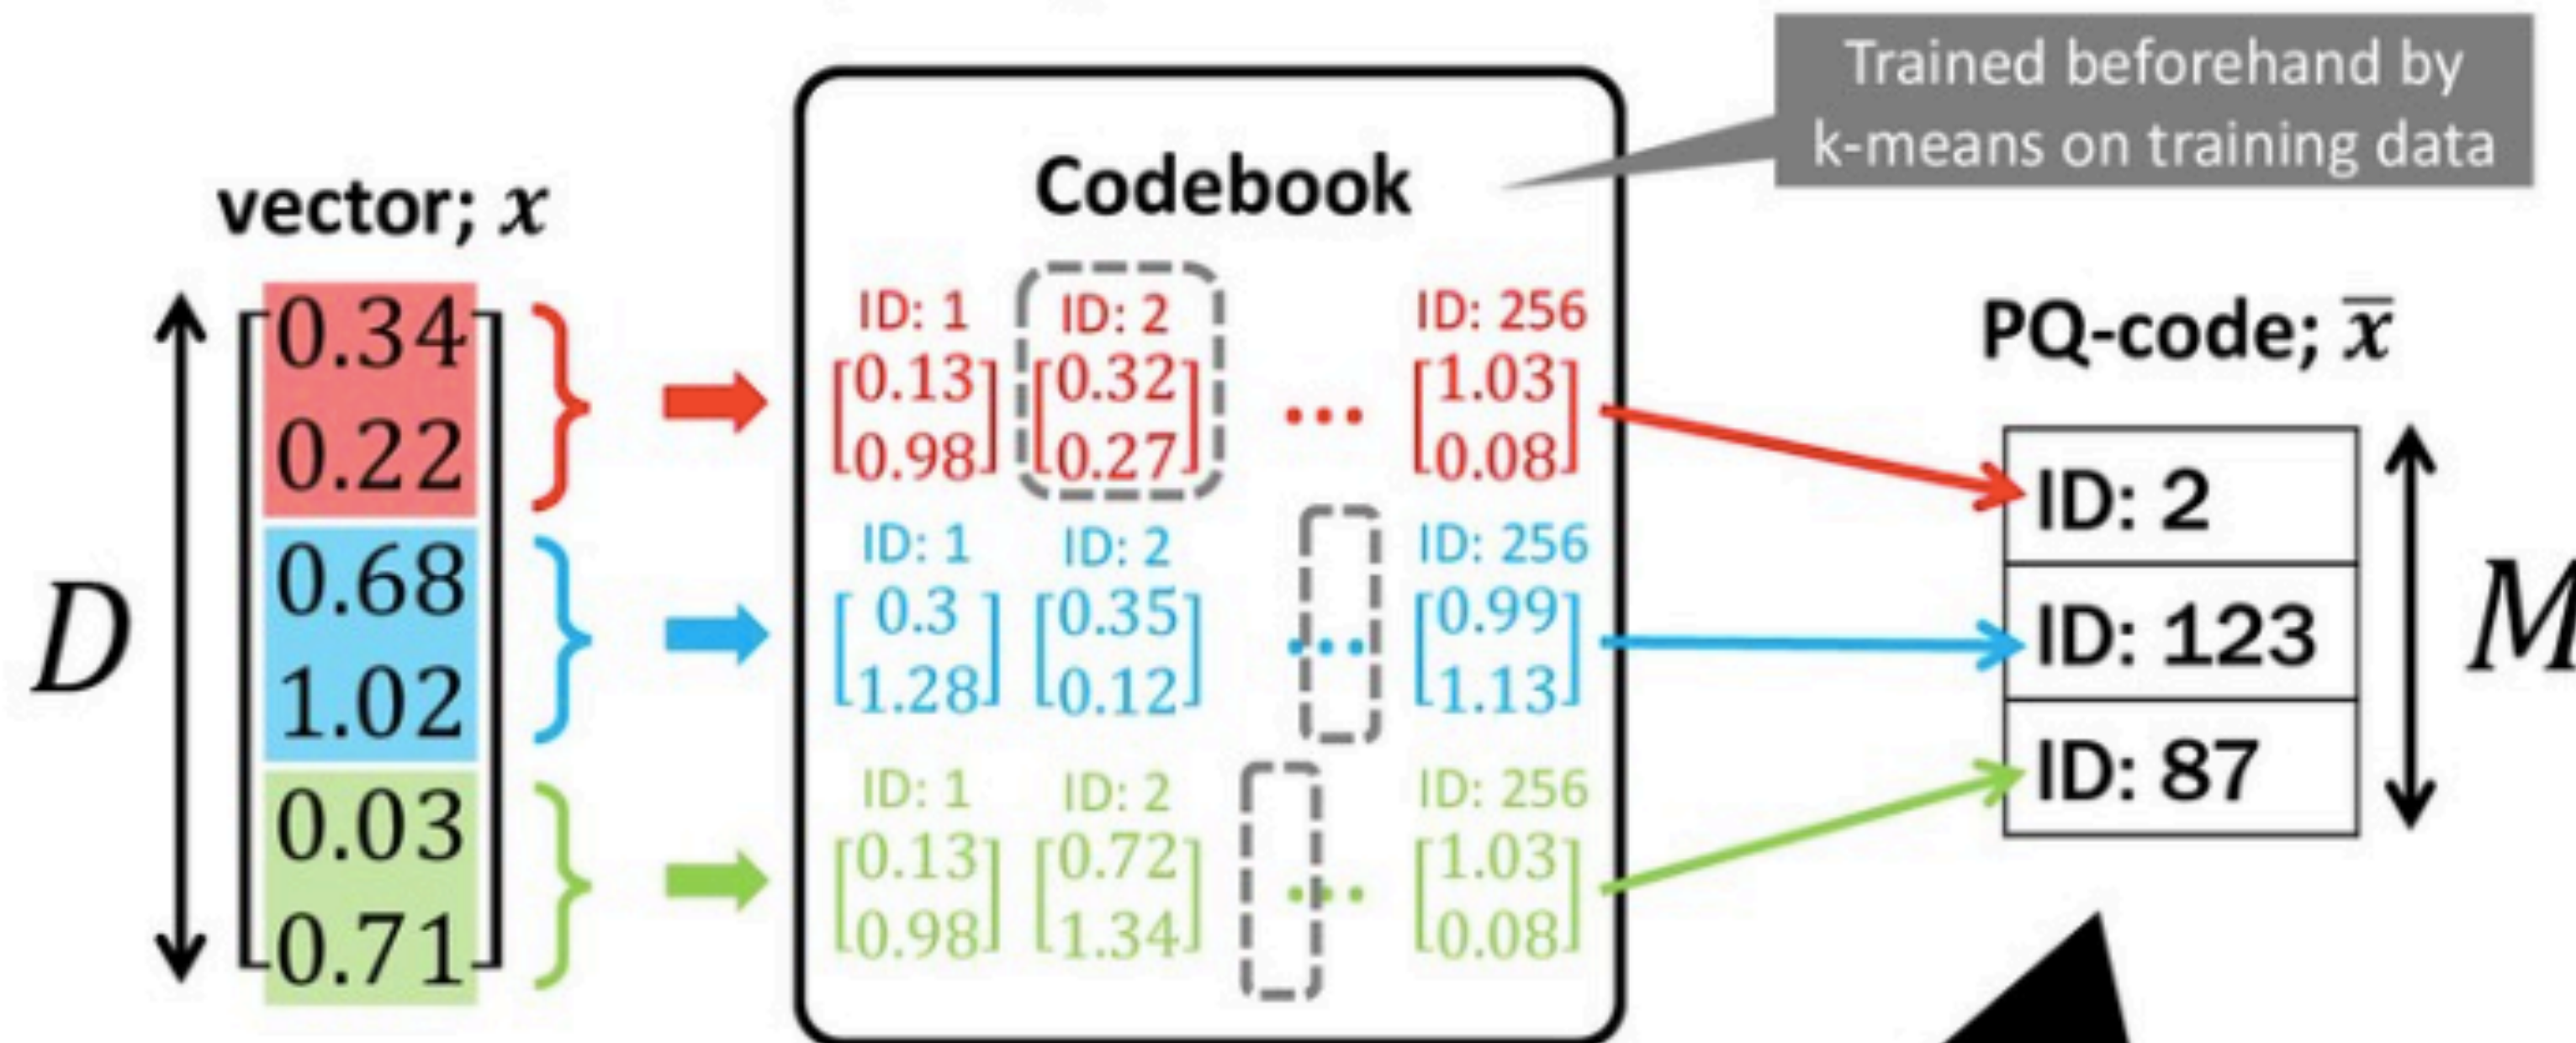 Trained beforehand by
k-means on training data
vector; x
D
0.34
0.22
0.68
1.02
0.03
0.71
Codebook
ID: 1 ID: 2 ... ID: 256
0.13 0.32 1.03
0.98 0.27 0.08
ID: 1 ID: 2 ... ID: 256
0.3 0.35 0.99
1.28 0.12 1.13
ID: 1 ID: 2 ... ID: 256
0.13 0.72 1.03
0.98 1.34 0.08
PQ-code; x̅
ID: 2
ID: 123
ID: 87
M